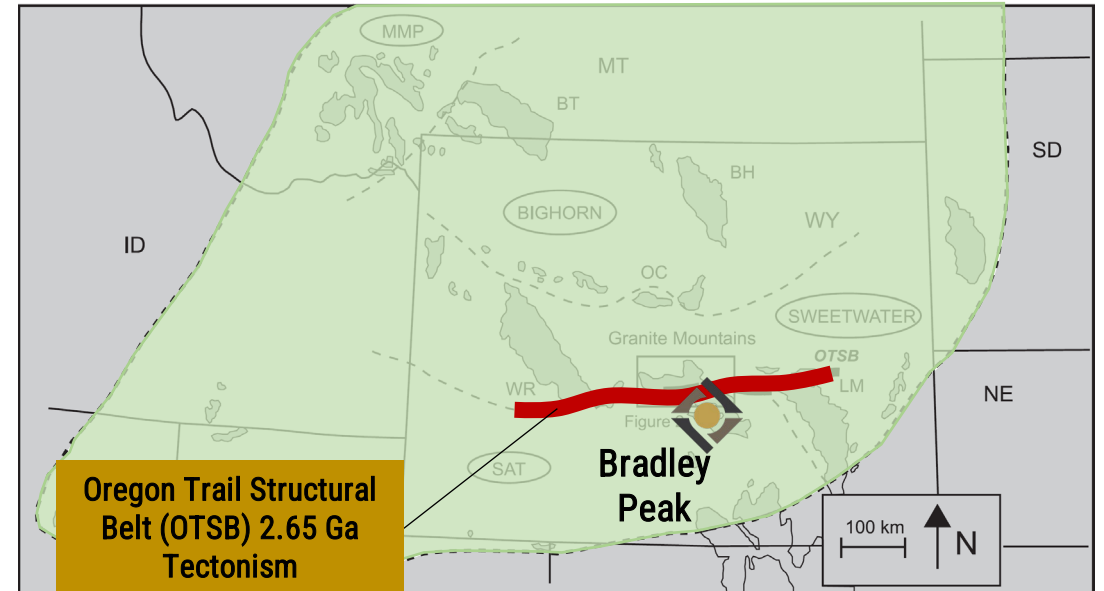 MMP
MT
BT
SD
BH
BIGHORN
WY
ID
OC
SWEETWATER
Granite Mountains
OTSB
WR
LM
NE
Figure
SAT
Bradley
Peak
Oregon Trail Structural
Belt (OTSB) 2.65 Ga
Tectonism
100 km
N